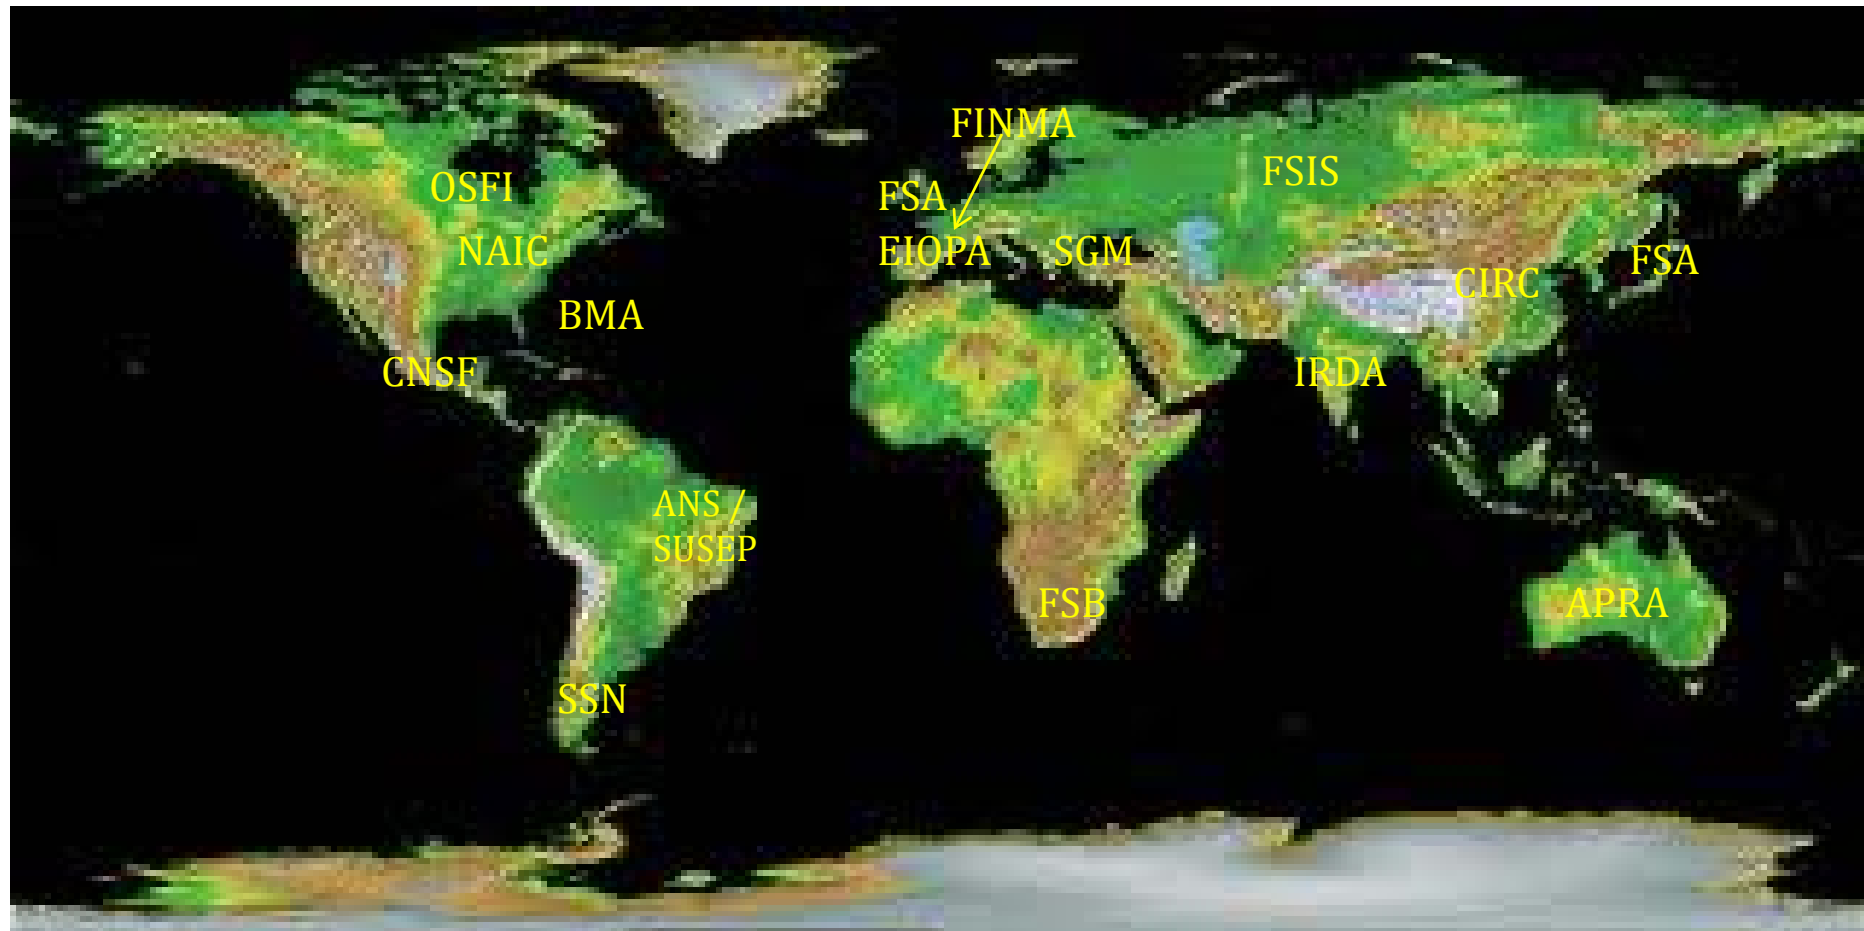 FINMA
FSIS
OSFI
FSA
NAIC
EIOPA
SGM
FSA
CIRC
BMA
CNSF
IRDA
ANS /
SUSEP
FSB
APRA
SSN